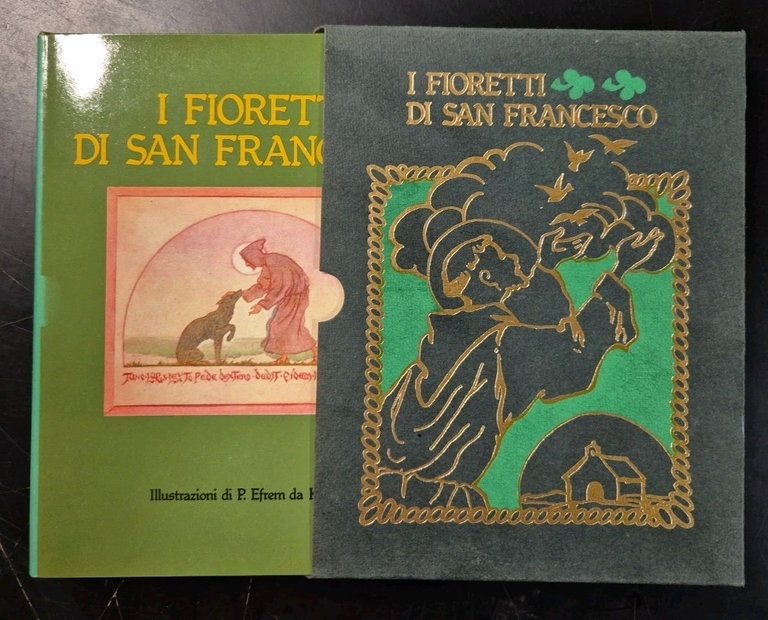 I FIORETT
DI SAN FRANC
Illustrazioni di P. Efrem da
I FIORETTI
DI SAN FRANCESCO